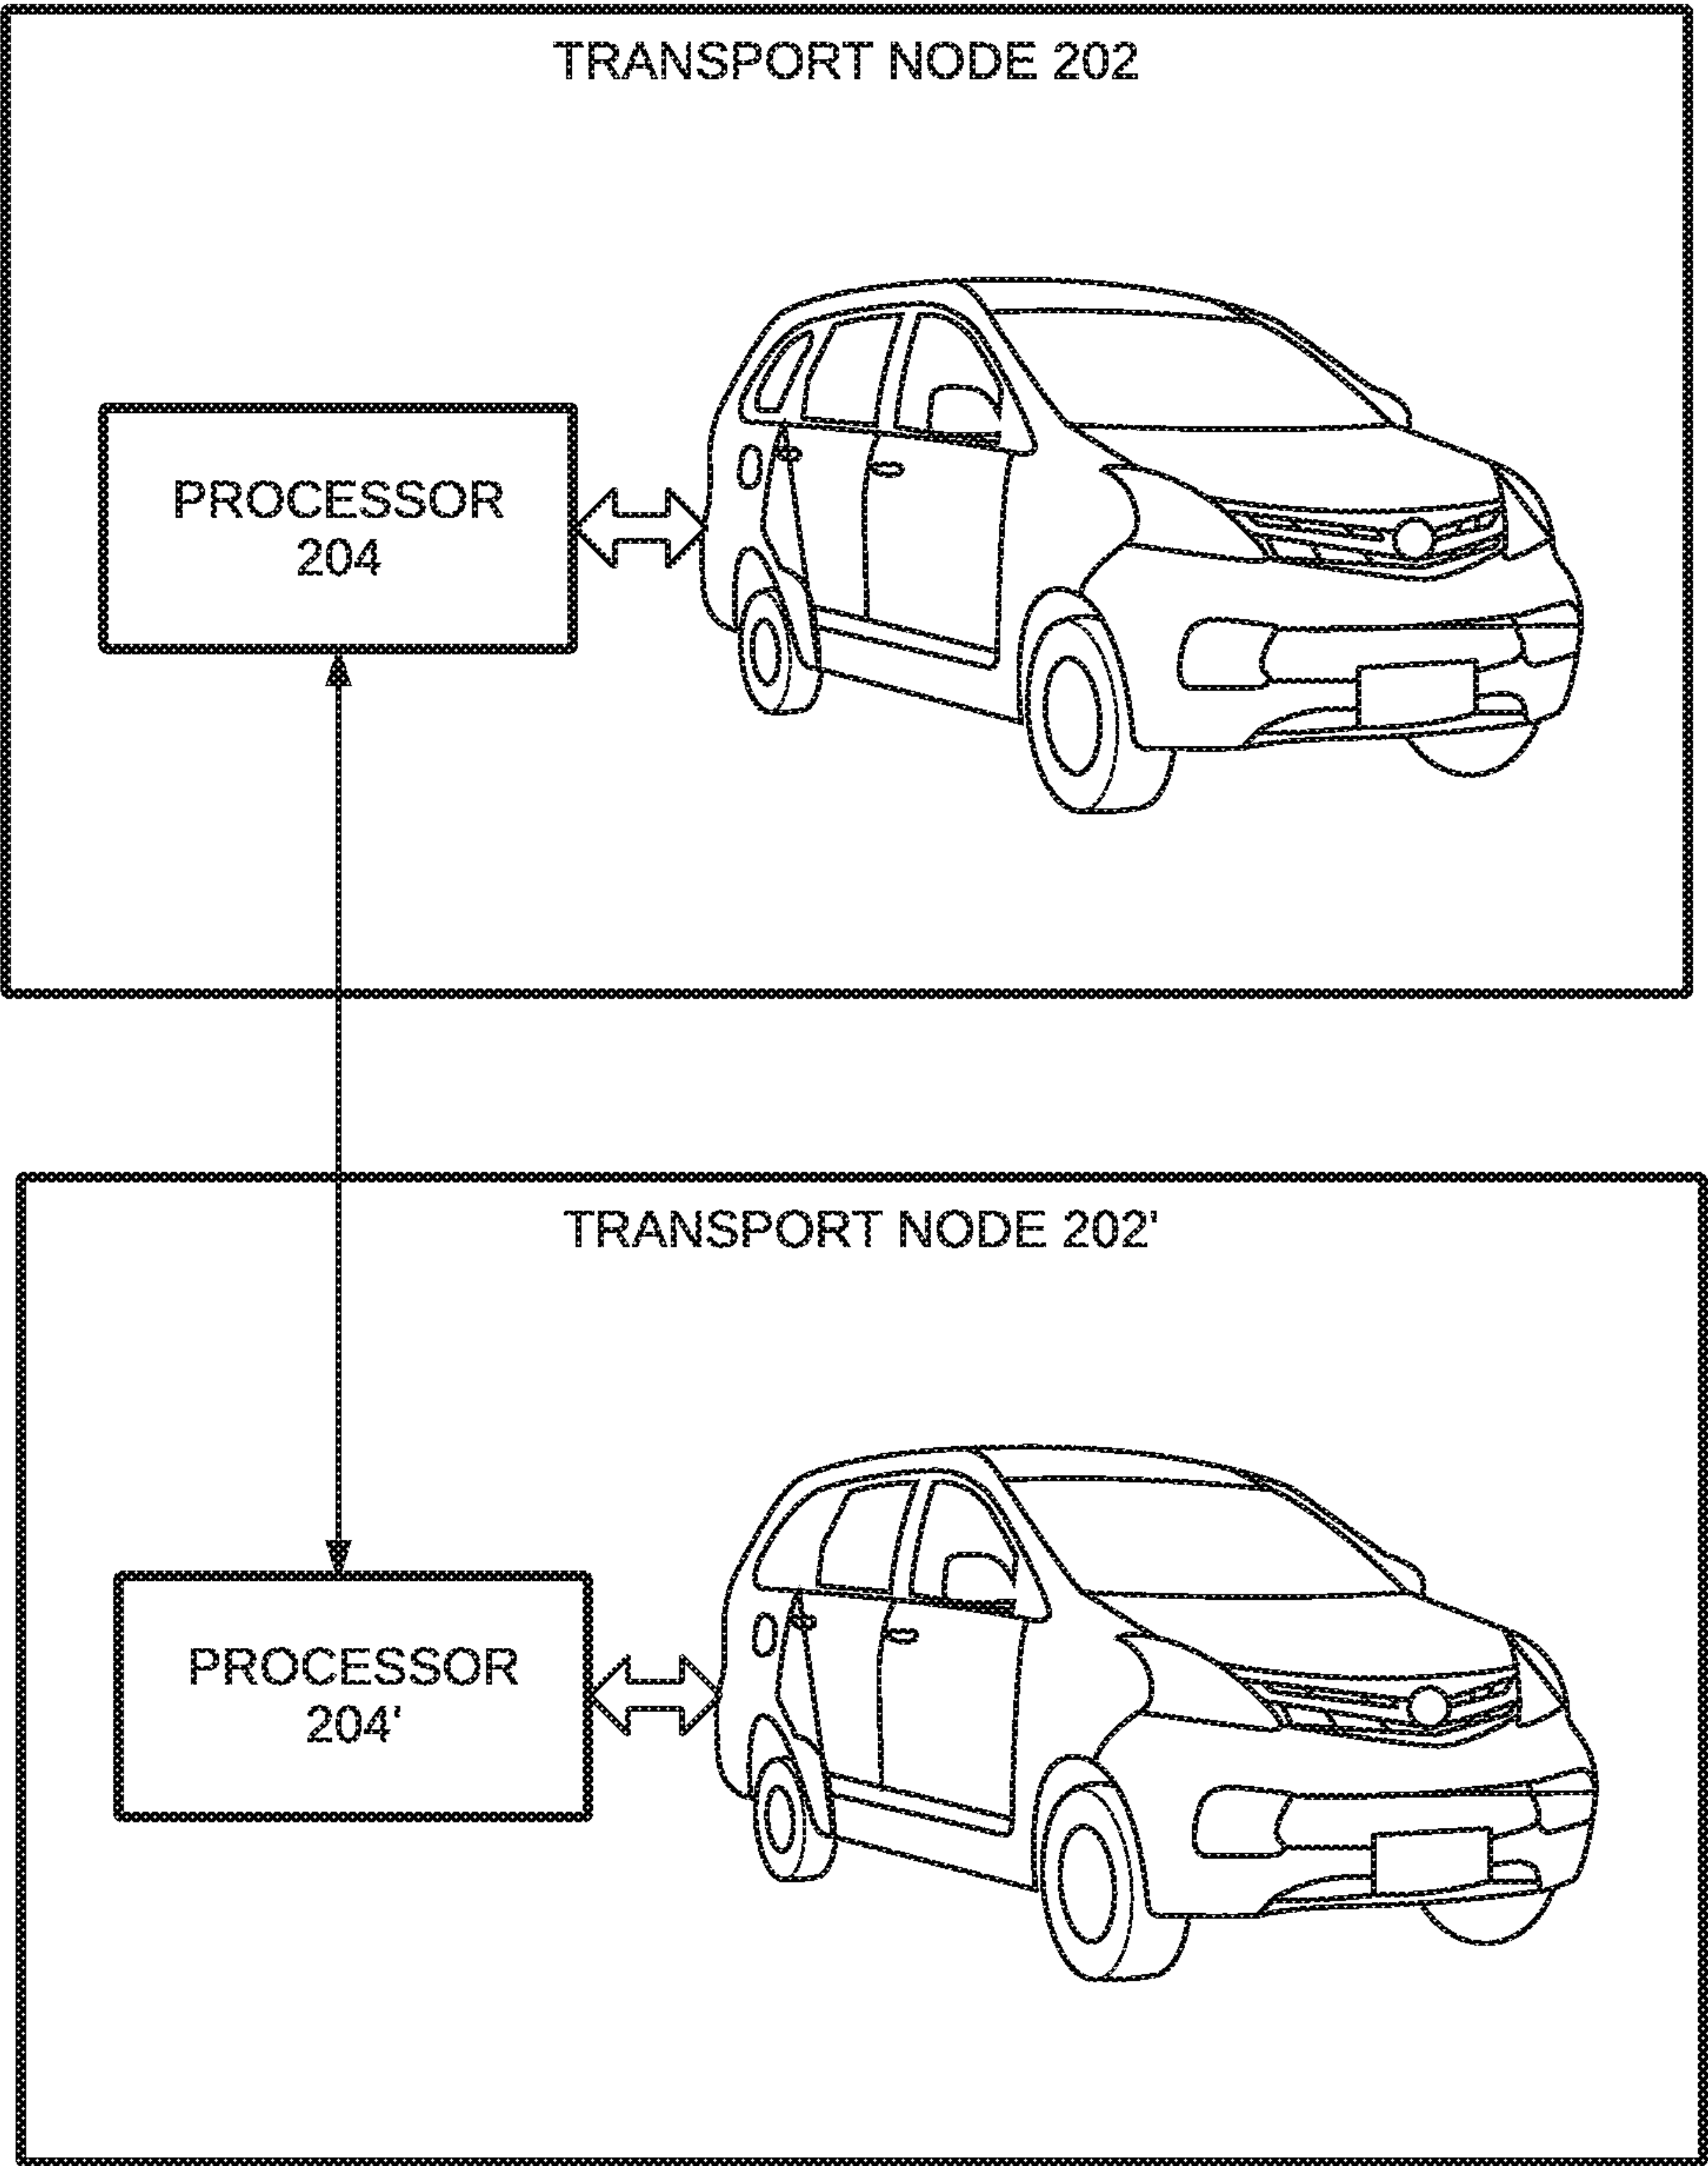 TRANSPORT NODE 202
PROCESSOR
204
TRANSPORT NODE 202'
PROCESSOR
204'